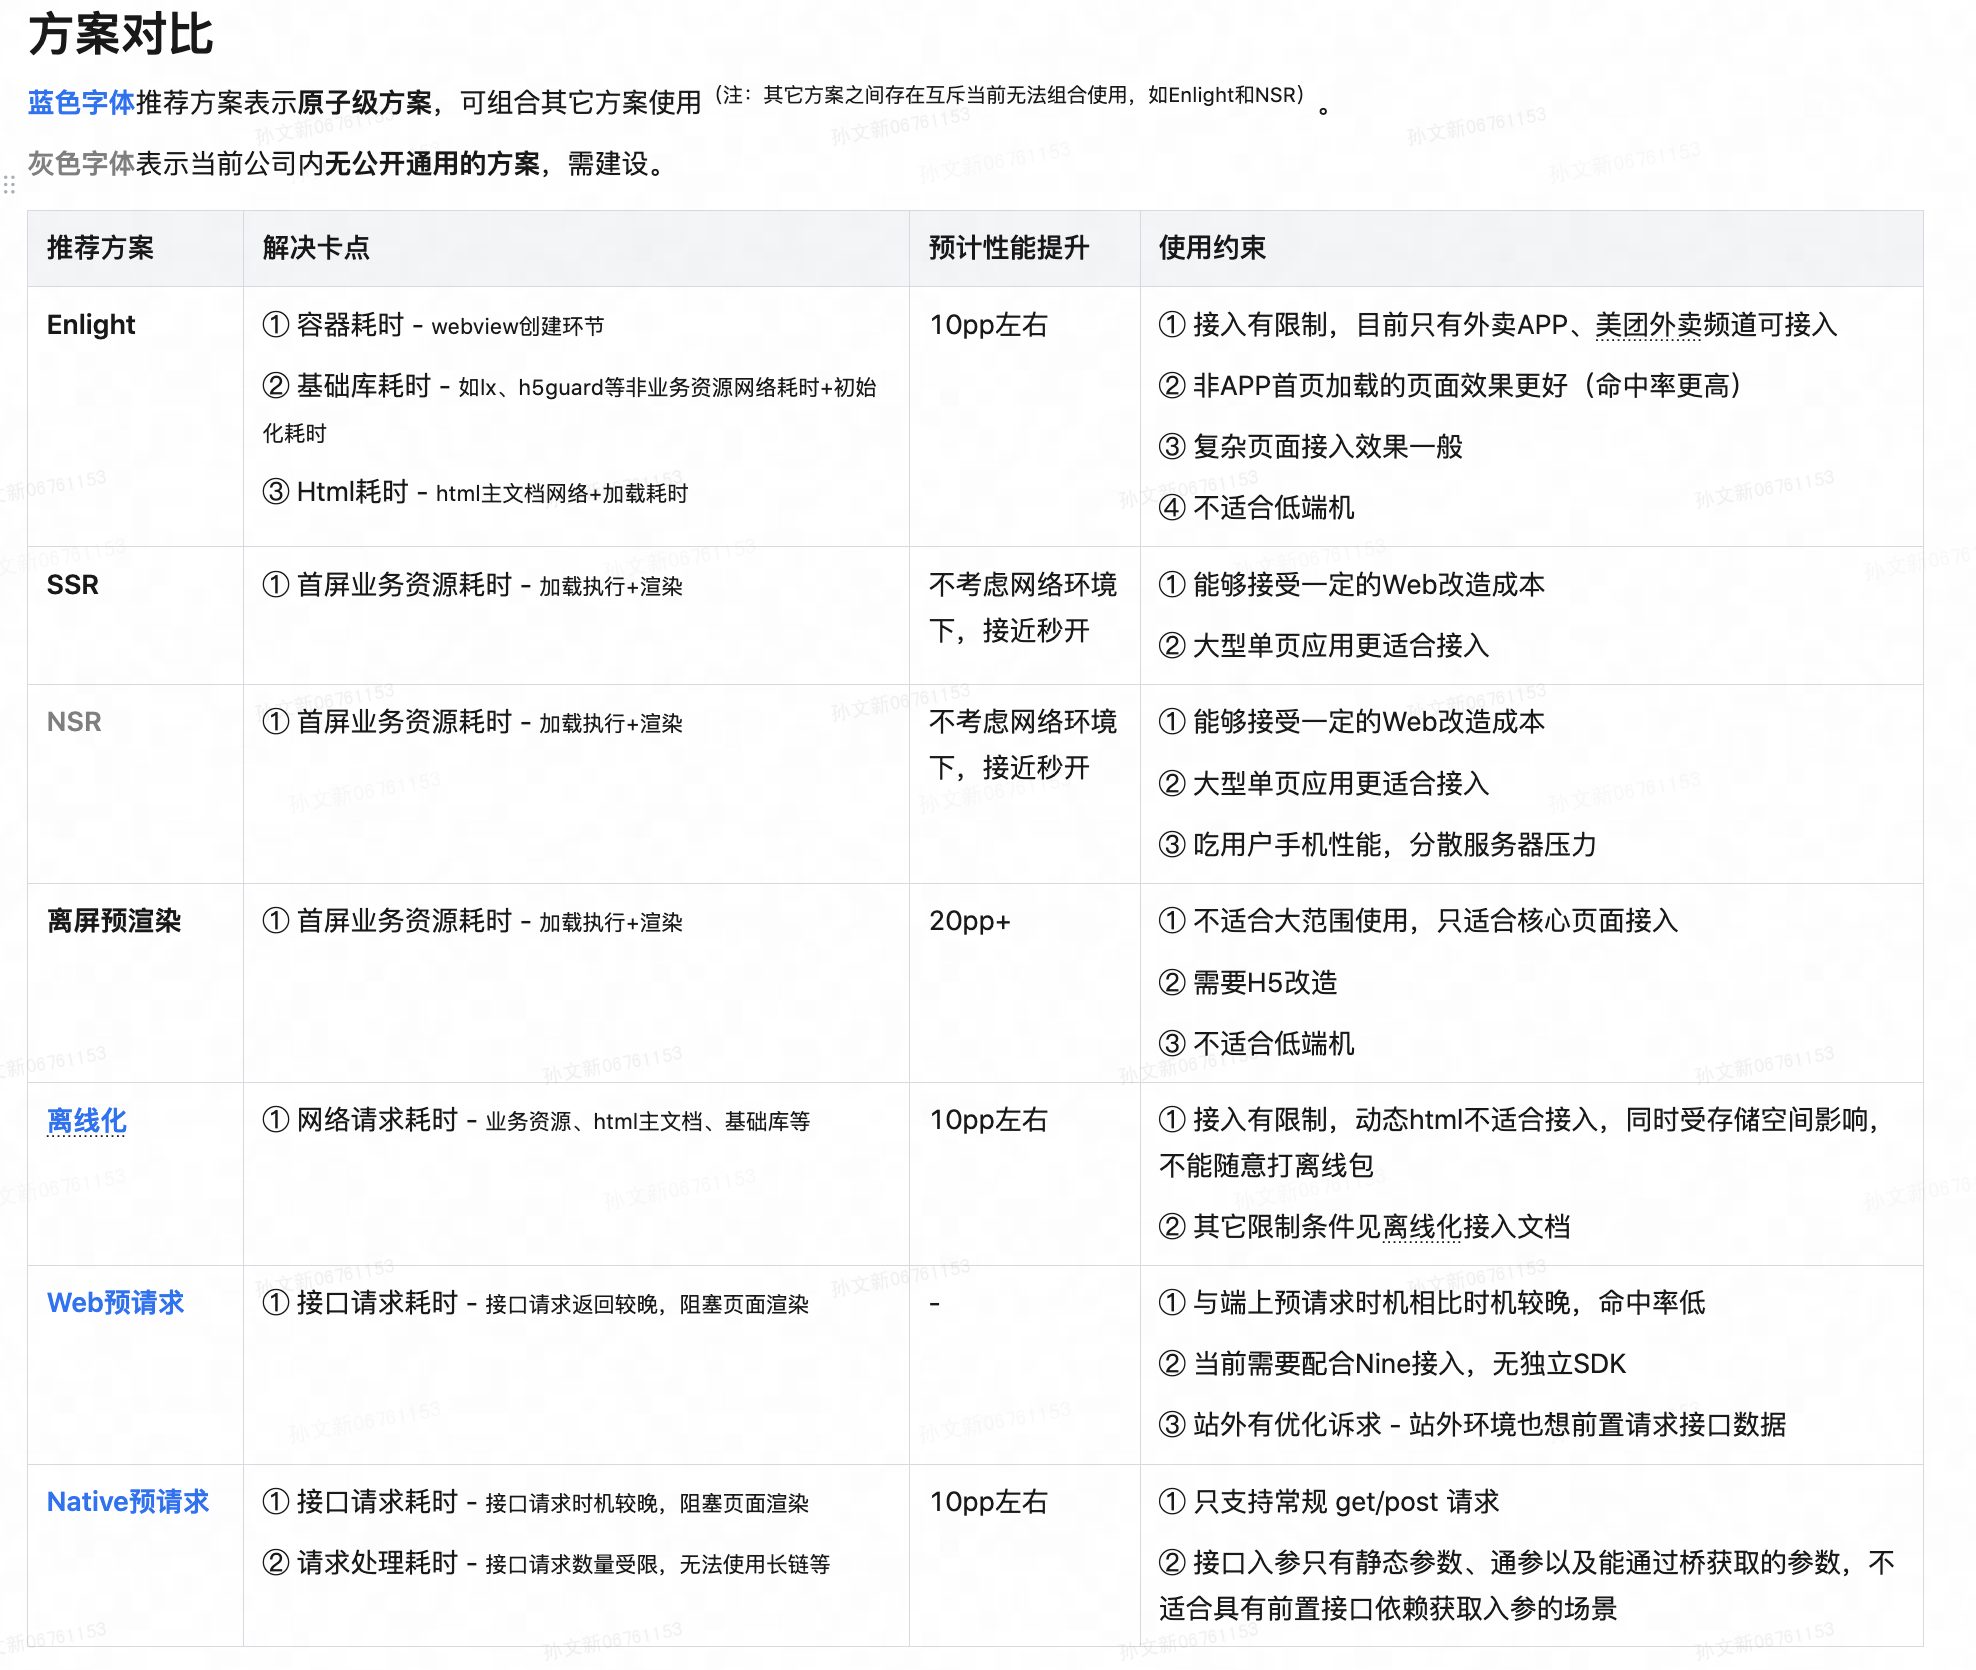 方案对比
蓝色字体推荐方案表示原子级方案，可组合其它方案使用（注：其它方案之间存在互斥当前无法组合使用，如Enlight和NSR）。
灰色字体表示当前公司内无公开通用的方案，需建设。
推荐方案 解决卡点 预计性能提升 使用约束
Enlight
① 容器耗时 - webview创建环节
② 基础库耗时 - 如lx、h5guard等非业务资源网络耗时+初始
化耗时
③ Html耗时 - html主文档网络+加载耗时
10pp左右
① 接入有限制，目前只有外卖APP、美团外卖频道可接入
② 非APP首页加载的页面效果更好（命中率更高）
③ 复杂页面接入效果一般
④ 不适合低端机
SSR
① 首屏业务资源耗时 - 加载执行+渲染
不考虑网络环境
下，接近秒开
① 能够接受一定的Web改造成本
② 大型单页应用更适合接入
NSR
① 首屏业务资源耗时 - 加载执行+渲染
不考虑网络环境
下，接近秒开
① 能够接受一定的Web改造成本
② 大型单页应用更适合接入
③ 吃用户手机性能，分散服务器压力
离屏预渲染
① 首屏业务资源耗时 - 加载执行+渲染
20pp+
① 不适合大范围使用，只适合核心页面接入
② 需要H5改造
③ 不适合低端机
离线化
① 网络请求耗时 - 业务资源、html主文档、基础库等
10pp左右
① 接入有限制，动态html不适合接入，同时受存储空间影响，
不能随意打离线包
② 其它限制条件见离线化接入文档
Web预请求
① 接口请求耗时 - 接口请求返回较晚，阻塞页面渲染
-
① 与端上预请求时机相比时机较晚，命中率低
② 当前需要配合Nine接入，无独立SDK
③ 站外有优化诉求 - 站外环境也想前置请求接口数据
Native预请求
① 接口请求耗时 - 接口请求时机较晚，阻塞页面渲染
② 请求处理耗时 - 接口请求数量受限，无法使用长链等
10pp左右
① 只支持常规 get/post 请求
② 接口入参只有静态参数、通参以及能通过桥获取的参数，不
适合具有前置接口依赖获取入参的场景
孙文新06761153